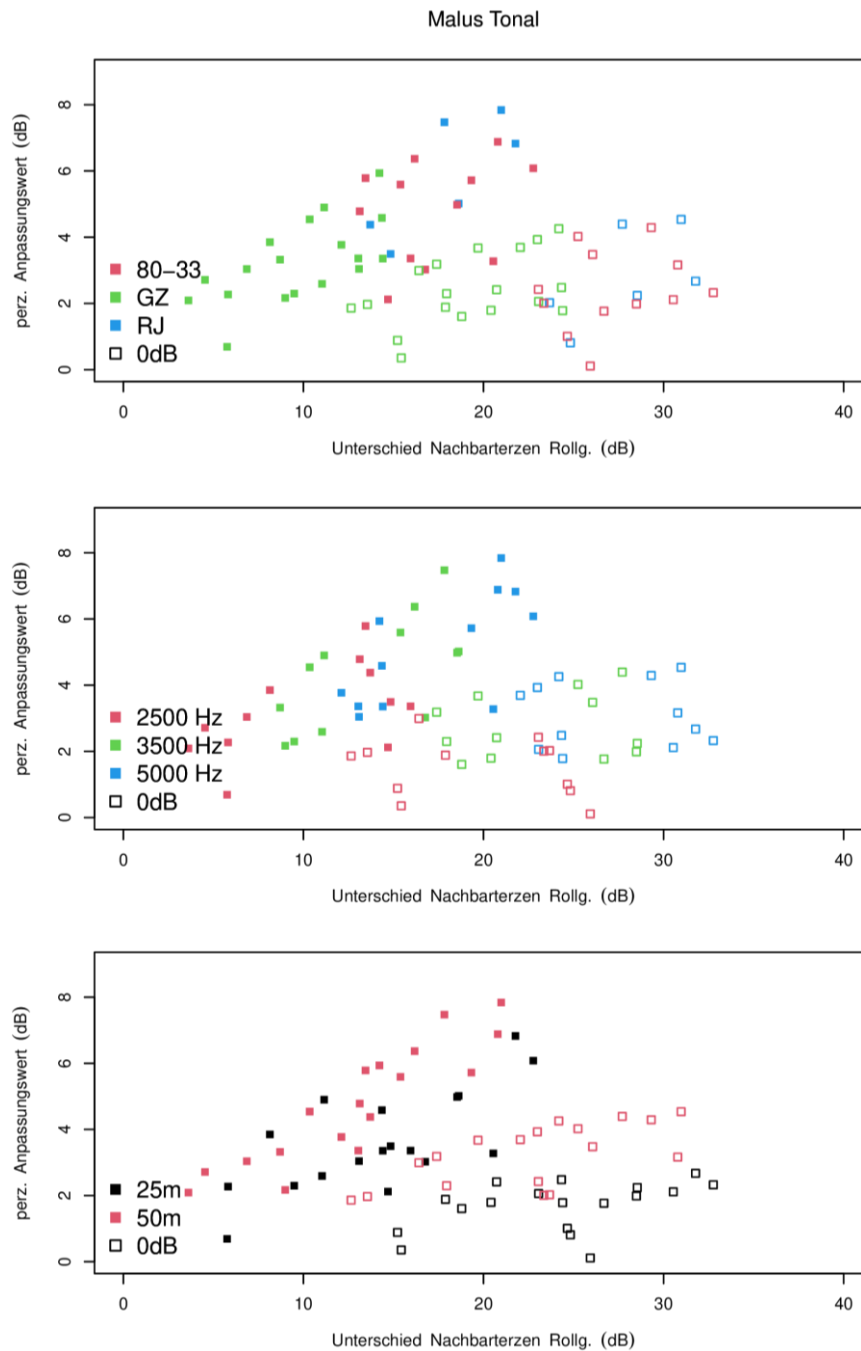 Malus Tonal
perz. Anpassungswert (dB)
8
6
4
2
0
80−33
GZ
RJ
0dB
0 10 20 30 40
Unterschied Nachbarterzen Rollg. (dB)
perz. Anpassungswert (dB)
8
6
4
2
0
2500 Hz
3500 Hz
5000 Hz
0dB
0 10 20 30 40
Unterschied Nachbarterzen Rollg. (dB)
perz. Anpassungswert (dB)
8
6
4
2
0
25m
50m
0dB
0 10 20 30 40
Unterschied Nachbarterzen Rollg. (dB)